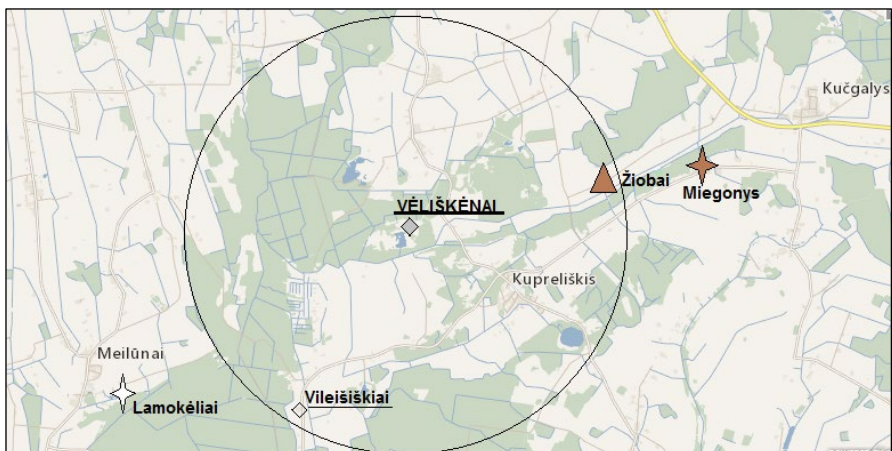 Kučgalys
Žiobai
Miegonys
VĖLIŠKĖNAI
Kupreliškis
Meilūnai
Lamokėliai
Vileišiškiai